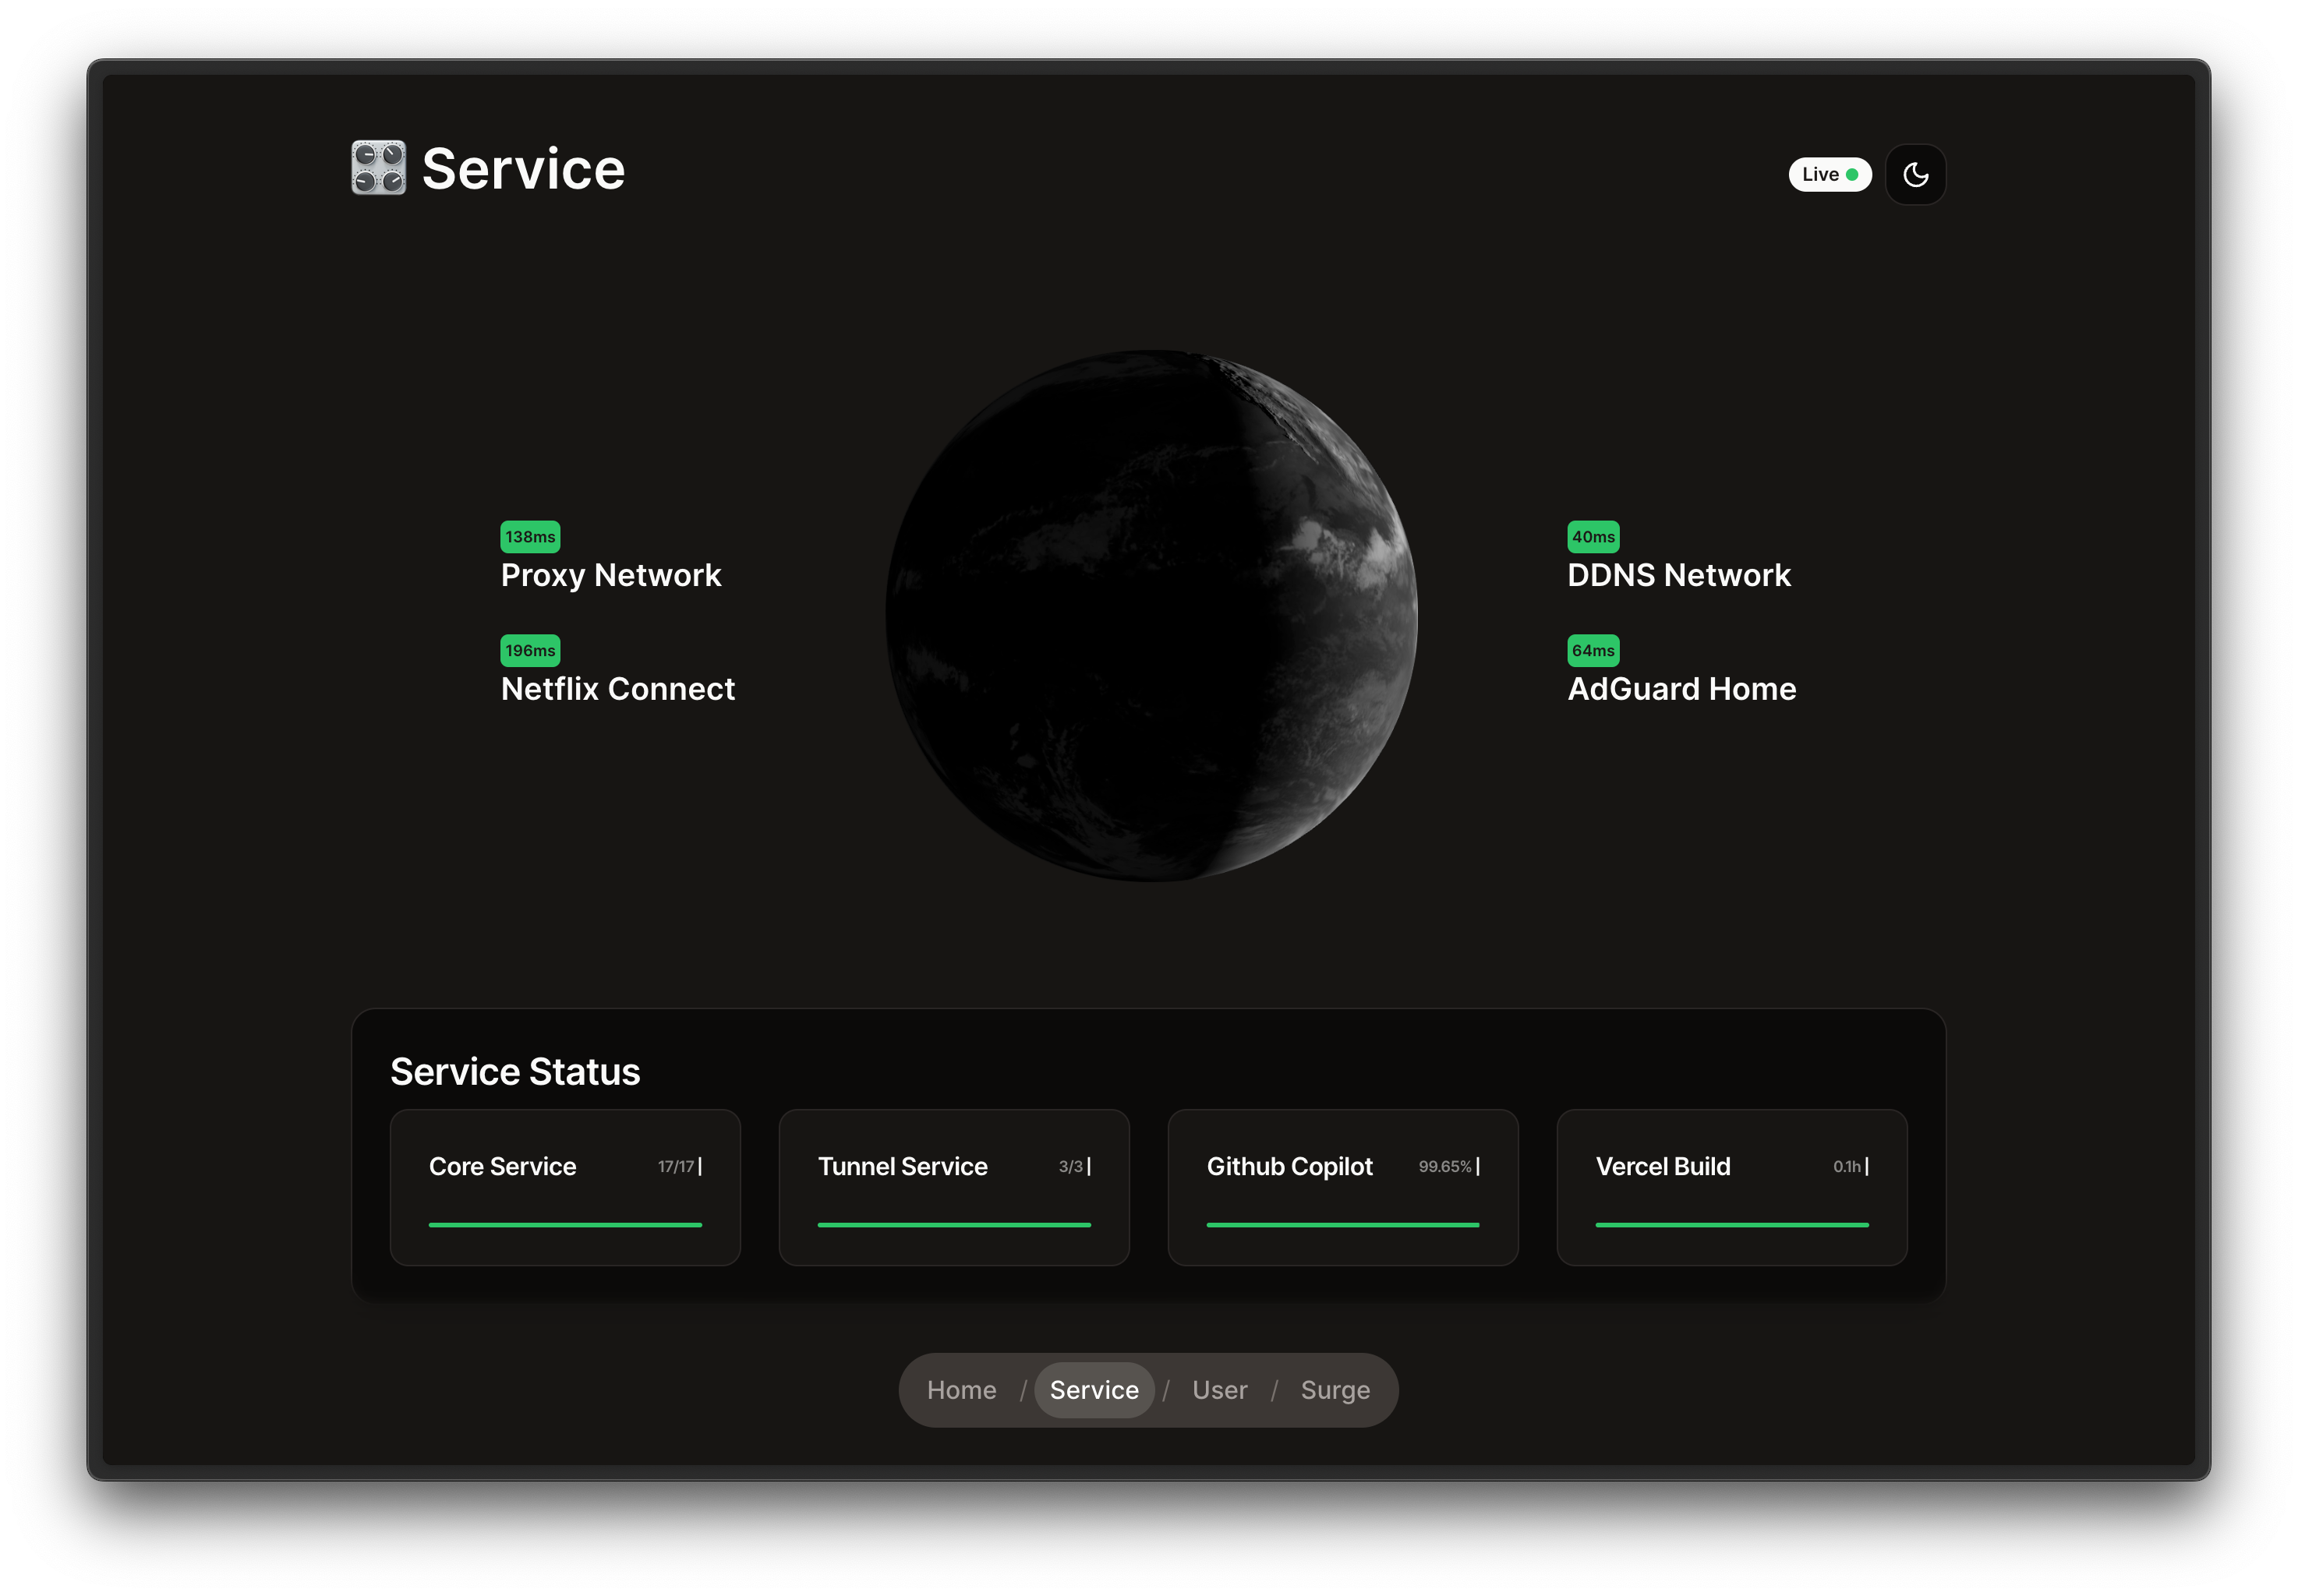 Service
Live
138ms
Proxy Network
196ms
Netflix Connect
40ms
DDNS Network
64ms
AdGuard Home
Service Status
Core Service 17/17
Tunnel Service 3/3
Github Copilot 99.65%
Vercel Build 0.1h
Home / Service / User / Surge